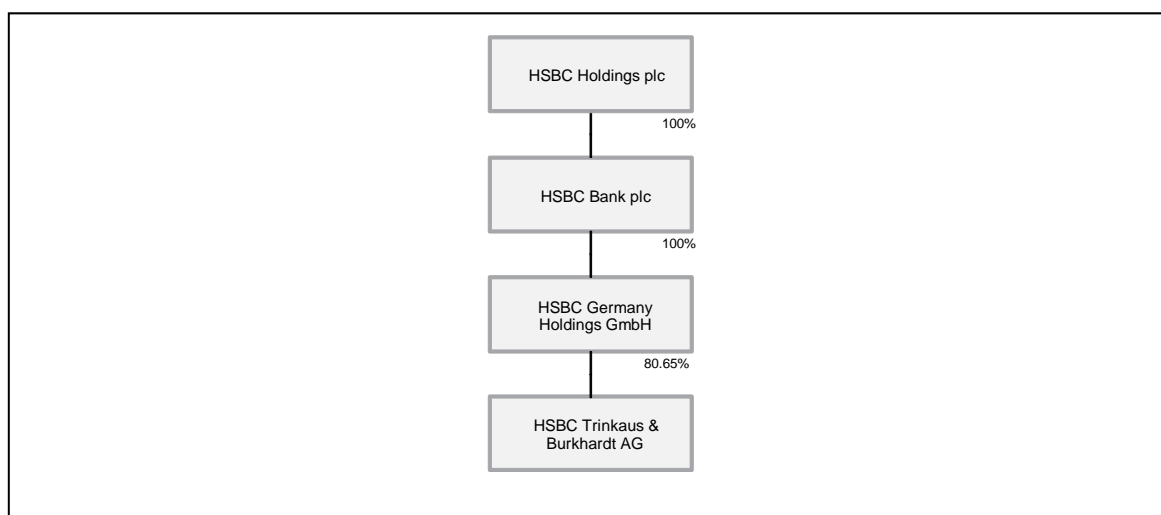 HSBC Holdings plc
100%
HSBC Bank plc
100%
HSBC Germany
Holdings GmbH
80.65%
HSBC Trinkaus &
Burkhardt AG